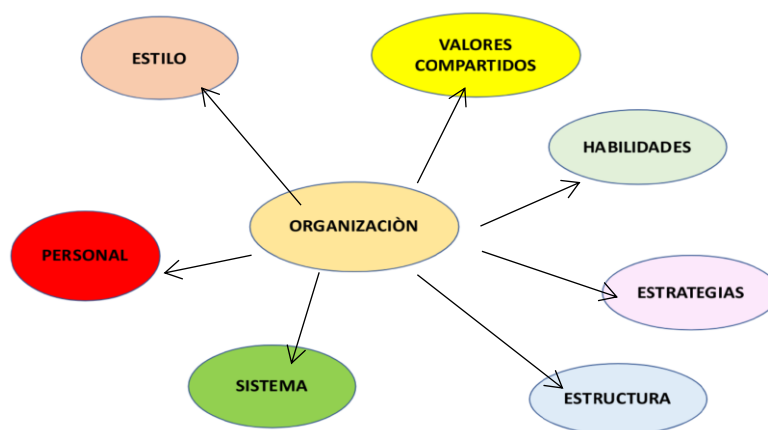 ESTILO
VALORES
COMPARTIDOS
HABILIDADES
ORGANIZACIÒN
PERSONAL
ESTRATEGIAS
SISTEMA
ESTRUCTURA